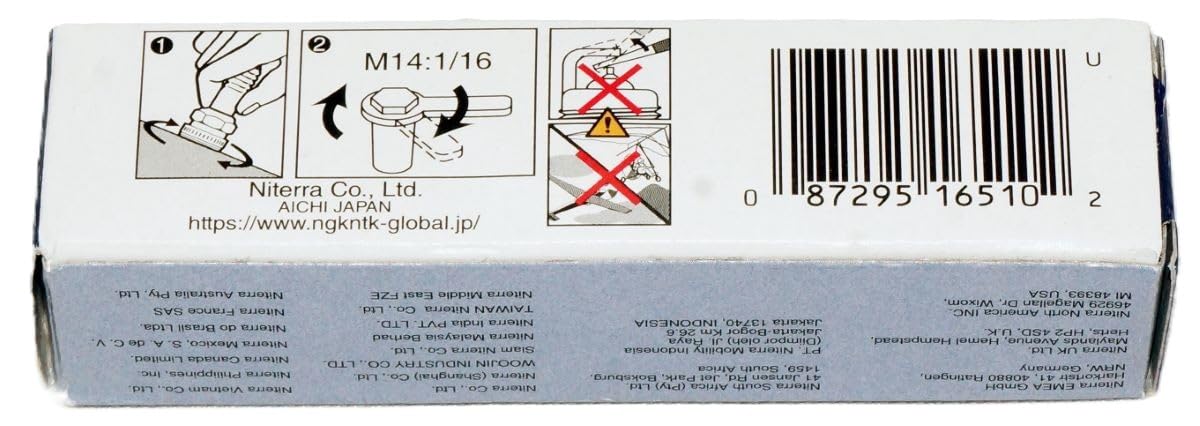 1
2
M14:1/16
Niterra Co., Ltd.
AICHI JAPAN
https://www.ngkntk-global.jp/
U
0 87295 16510 2
Niterra EMEA GmbH
Harkortstr 41, 40880 Ratingen,
NRW, Germany
Niterra UK Ltd.
Maylands Avenue, Hemel Hempstead,
Herts, HP2 4SD, U.K.
Niterra North America INC.
46929 Magellan Dr, Wixom,
MI 48393, USA
Niterra South Africa (Pty) Ltd
41 Jansen Rd, Jet Park, Boksburg,
1459, South Africa
PT. Niterra Mobility Indonesia
(Diimpor oleh) Jl. Raya
Jakarta-Bogor Km 26.6
Jakarta 13740, INDONESIA
Niterra (Shanghai) Co., Ltd.
WOOJIN INDUSTRY CO., LTD
Siam Niterra Co., Ltd.
Niterra Malaysia Berhad
Niterra India PVT. LTD.
TAIWAN Niterra Co., Ltd.
Niterra Middle East FZE
Niterra Vietnam Co., Ltd
Niterra Philippines, Inc.
Niterra Canada Limited.
Niterra Mexico, S. A. de C. V.
Niterra do Brasil Ltda.
Niterra France SAS
Niterra Australia Pty. Ltd.